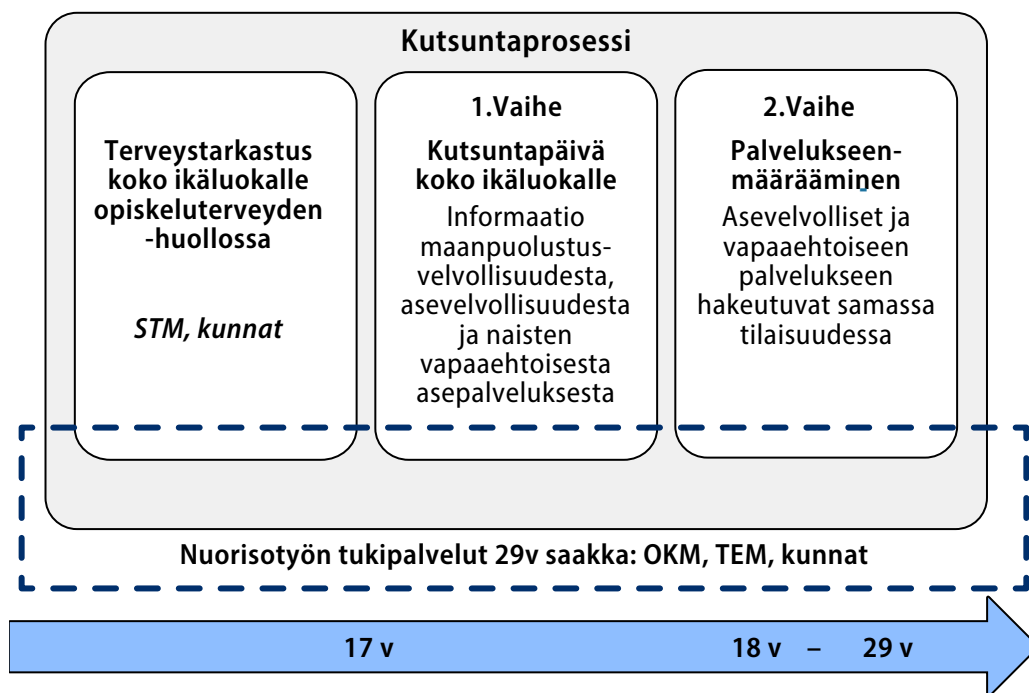 Kutsuntaprosessi
Terveystarkastus
koko ikäluokalle
opiskeluterveyden
-huollossa
STM, kunnat
1.Vaihe
Kutsuntapäivä
koko ikäluokalle
Informaatio
maanpuolustus-
velvollisuudesta,
asevelvollisuudesta
ja naisten
vapaaehtoisesta
asepalveluksesta
2.Vaihe
Palvelukseen-
määrääminen
Asevelvolliset ja
vapaaehtoiseen
palvelukseen
hakeutuvat samassa
tilaisuudessa
Nuorisotyön tukipalvelut 29v saakka: OKM, TEM, kunnat
17 v 18 v – 29 v